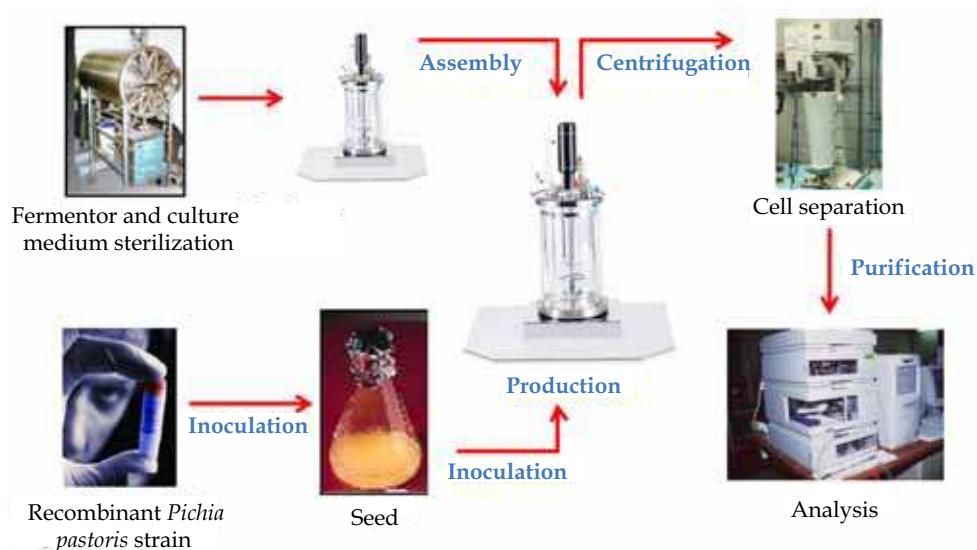 Assembly
Centrifugation
Fermentor and culture
medium sterilization
Cell separation
Purification
Production
Inoculation
Inoculation
Recombinant Pichia
pastoris strain
Seed
Analysis